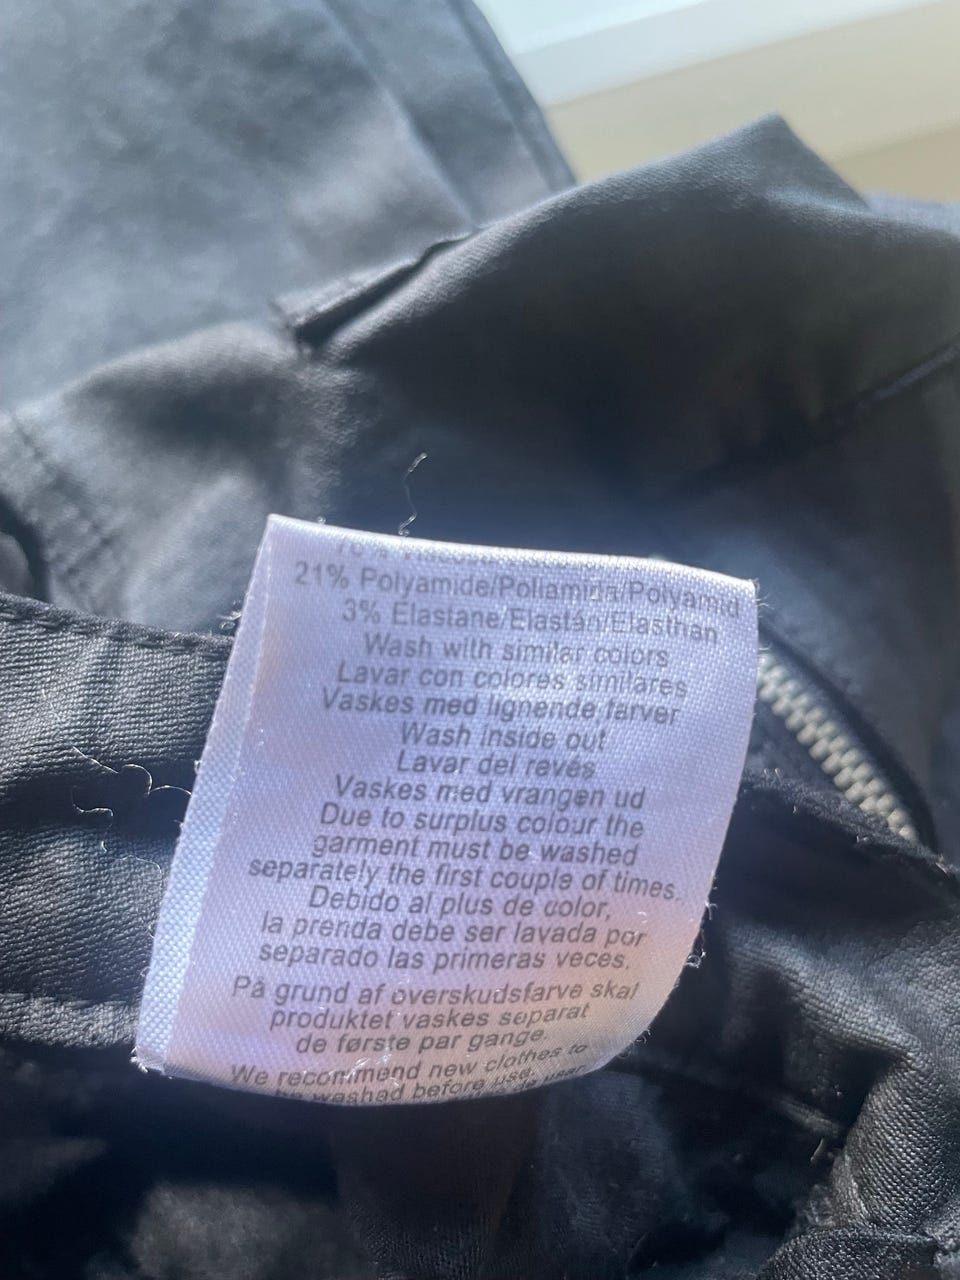 21% Polyamide/Poliamida/Polyamid
3% Elastane/Elastán/Elasthan
Wash with similar colors
Lavar con colores similares
Vaskes med lignende farver
Wash inside out
Lavar del revés
Vaskes med vrangen ud
Due to surplus colour the
garment must be washed
separately the first couple of times.
Debido al plus de color,
la prenda debe ser lavada por
separado las primeras veces.
På grund af overskudsfarve skal
produktet vaskes separat
de første par gange.
We recommend new clothes to
be washed before use.